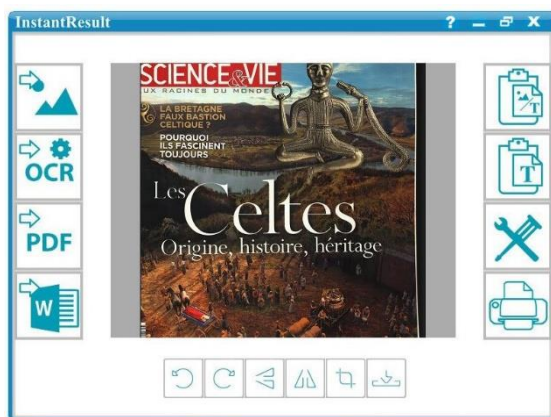 InstantResult
?
OCR
PDF
W
T
T
SCIENCE & VIE
UX RACINES DU MONDE
LA BRETAGNE
FAUX BASTION
CELTIQUE ?
POURQUOI
ILS FASCINENT
TOUJOURS
Les
Celtes
Origine, histoire, héritage